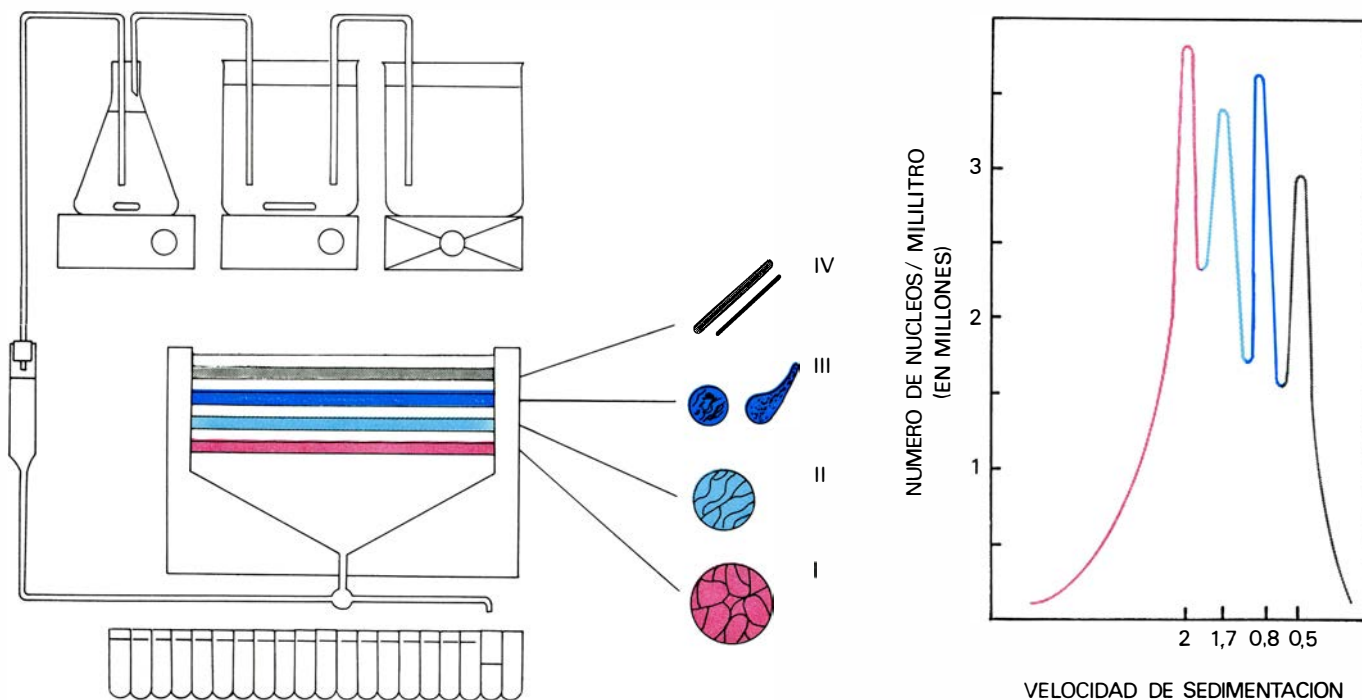 IV
III
II
I
NUMERO DE NUCLEOS/ MILILITRO
(EN MILLONES)
3
2
1
2 1,7 0,8 0,5
VELOCIDAD DE SEDIMENTACION